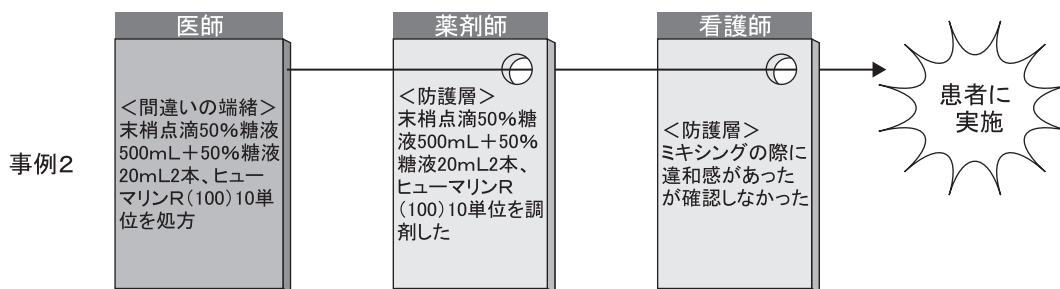 事例2
医師
＜間違いの端緒＞
末梢点滴50％糖液
500mL＋50％糖液
20mL2本、ヒュー
マリンR（100）10単
位を処方
薬剤師
＜防護層＞
末梢点滴50％糖
液500mL＋50％
糖液20mL2本、
ヒューマリンR
（100）10単位を調
剤した
看護師
＜防護層＞
ミキシングの際に
違和感があった
が確認しなかった
患者に
実施